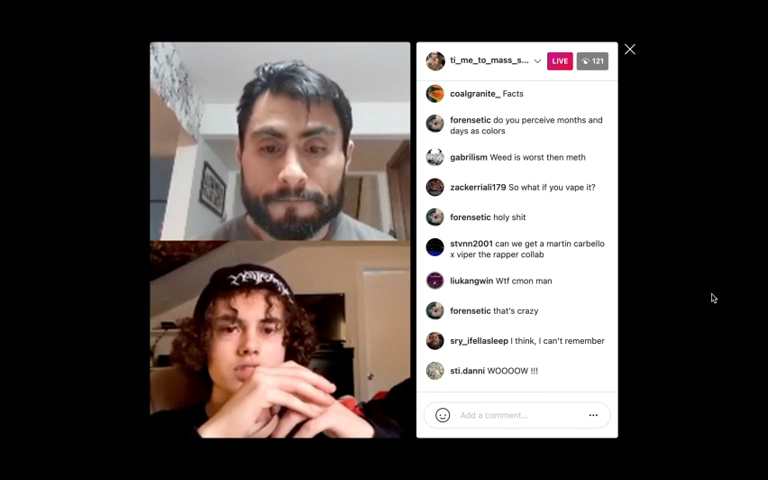 ti_me_to_mass_s...
LIVE
121
coalgranite_ Facts
forensetic do you perceive months and
days as colors
gabrilism Weed is worst then meth
zackerriali179 So what if you vape it?
forensetic holy shit
stvnn2001 can we get a martin carbello
x viper the rapper collab
liukangwin Wtf cmon man
forensetic that's crazy
sry_ifellasleep I think, I can't remember
sti.danni WOOOOW !!!
Add a comment...